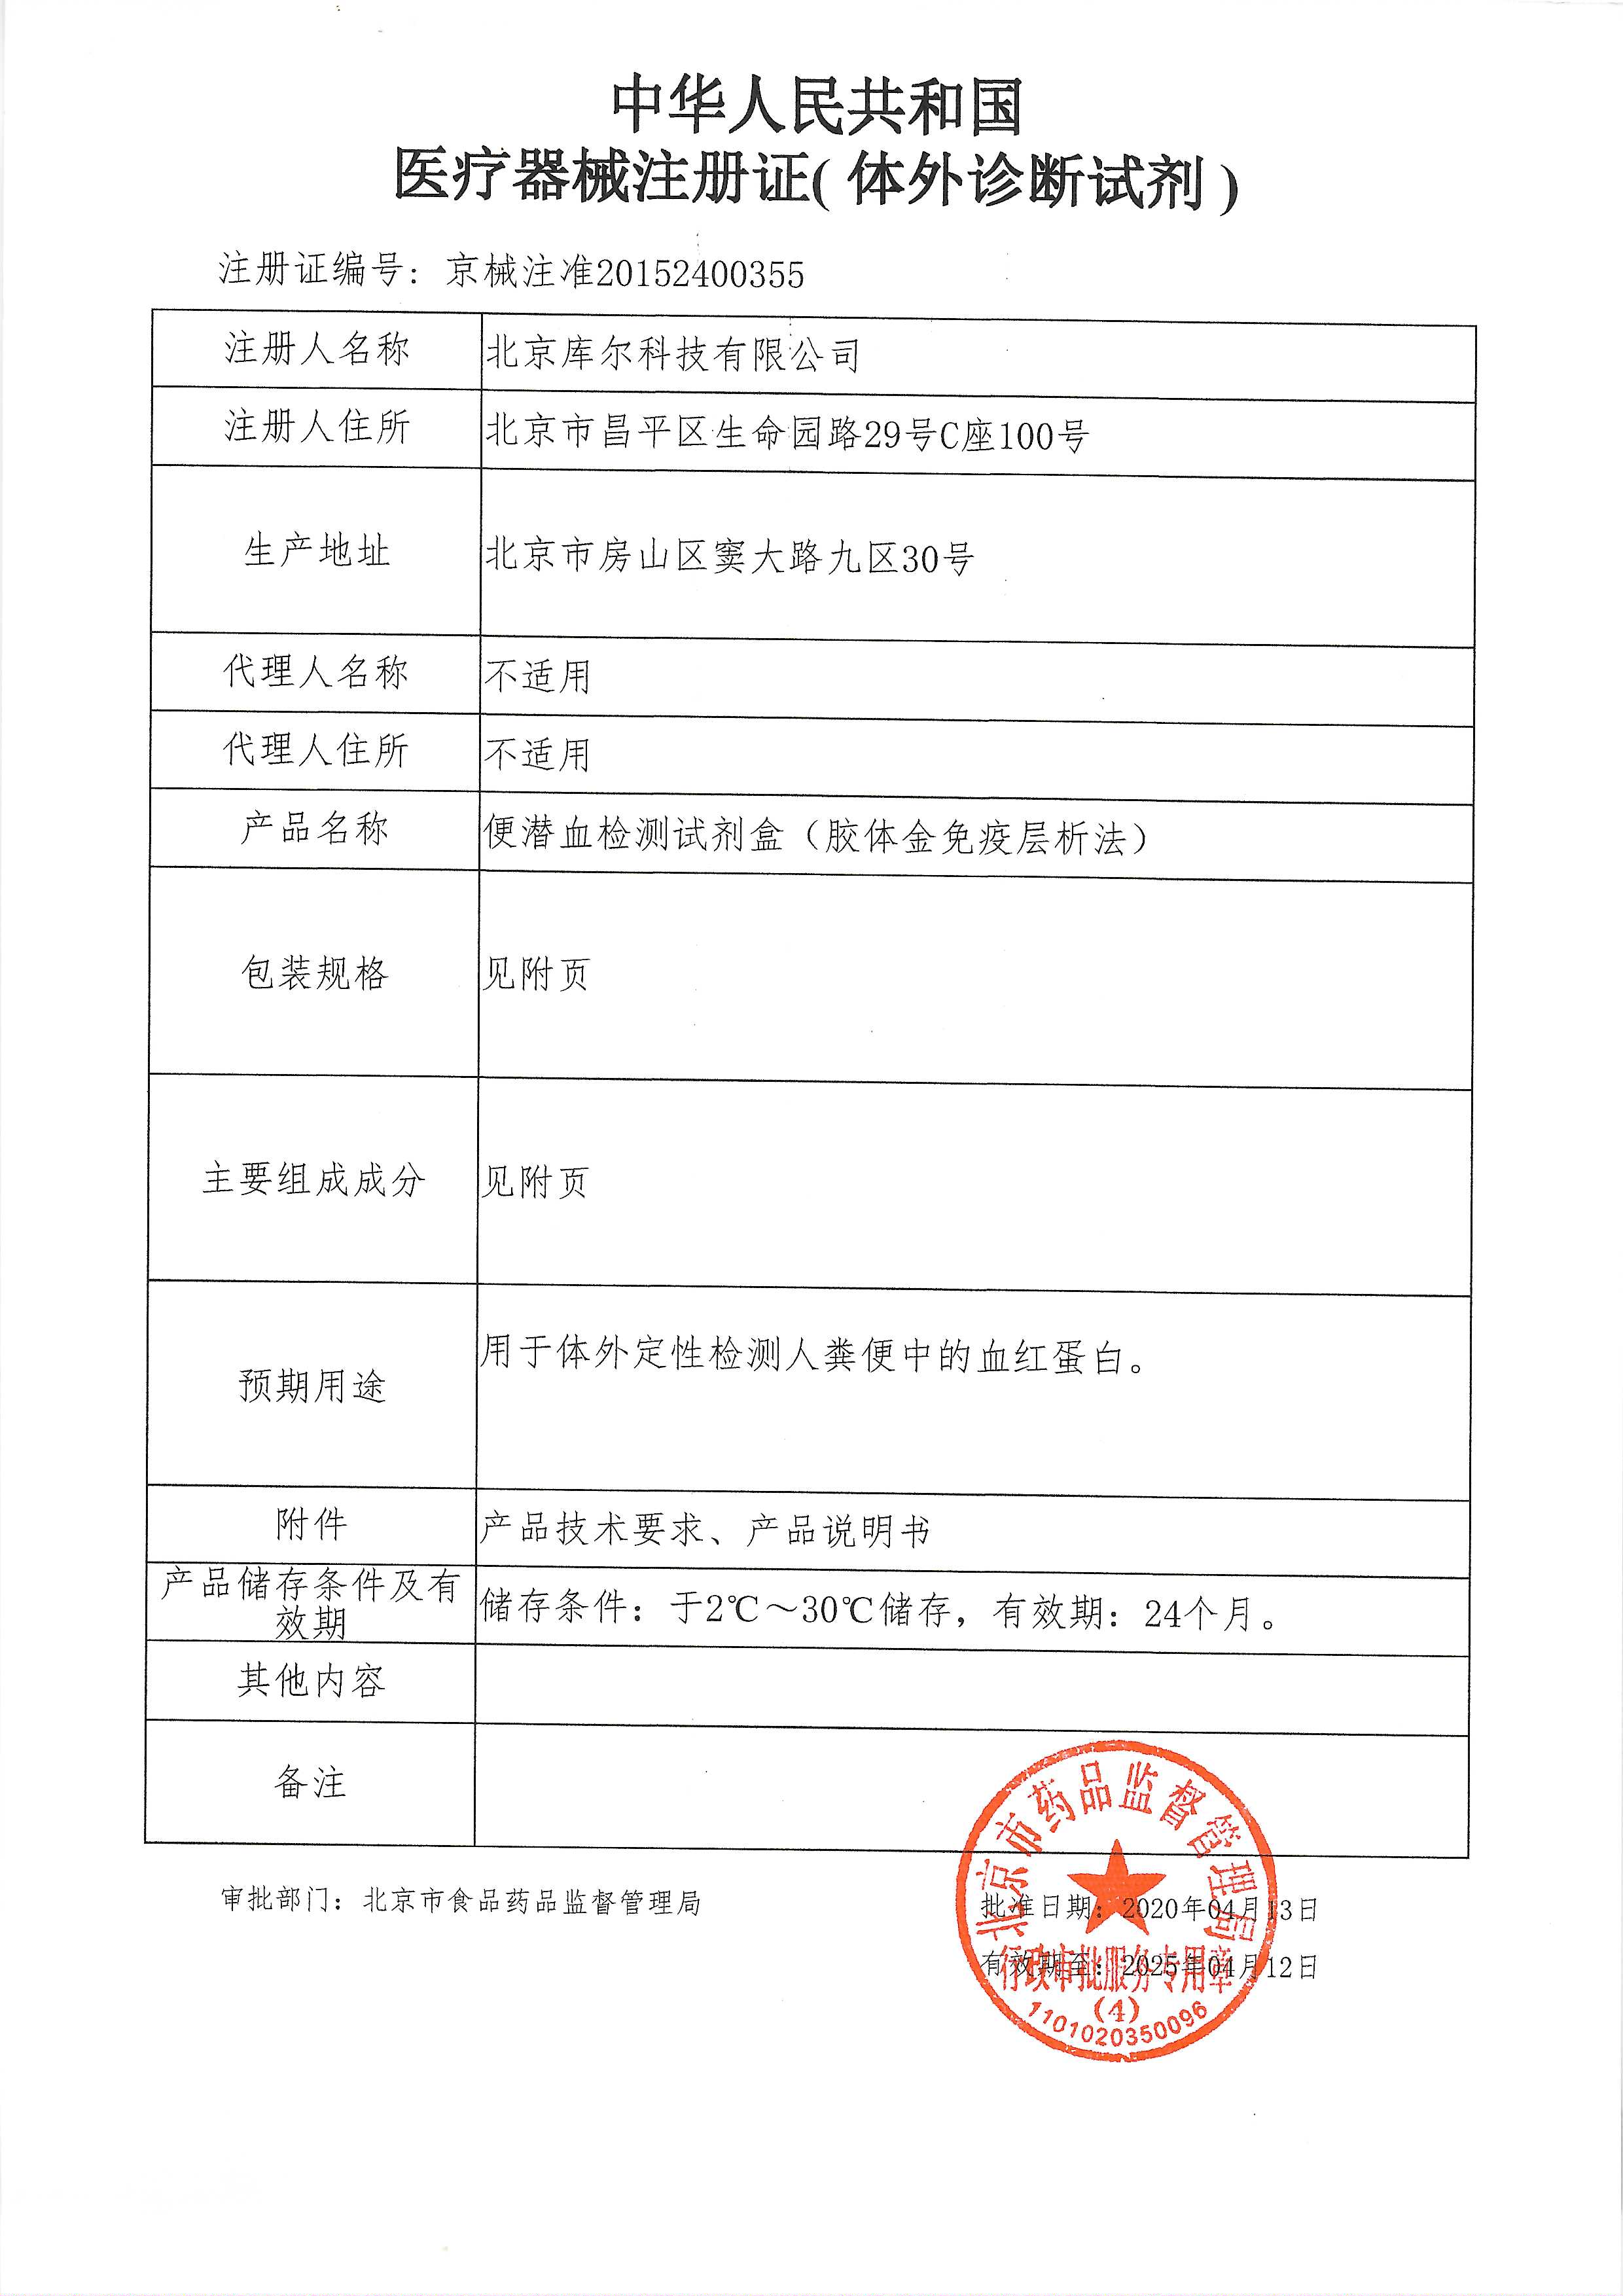 中华人民共和国
医疗器械注册证(体外诊断试剂)
注册证编号：京械注准20152400355
注册人名称
北京库尔科技有限公司
注册人住所
北京市昌平区生命园路29号C座100号
生产地址
北京市房山区窦大路九区30号
代理人名称
不适用
代理人住所
不适用
产品名称
便潜血检测试剂盒（胶体金免疫层析法）
包装规格
见附页
主要组成成分
见附页
预期用途
用于体外定性检测人粪便中的血红蛋白。
附件
产品技术要求、产品说明书
产品储存条件及有
效期
储存条件：于2℃～30℃储存，有效期：24个月。
其他内容
备注
审批部门：北京市食品药品监督管理局
批准日期：2020年04月13日
有效期至：2025年04月12日
北京市药品监督管理局
行政审批服务专用章
(4)
1101020350096